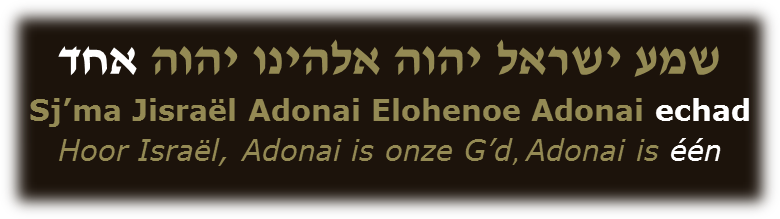 שמע ישראל יהוה אלהינו יהוה אחד
Sj’ma Jisraël Adonai Elohenoe Adonai echad
Hoor Israël, Adonai is onze G’d, Adonai is één